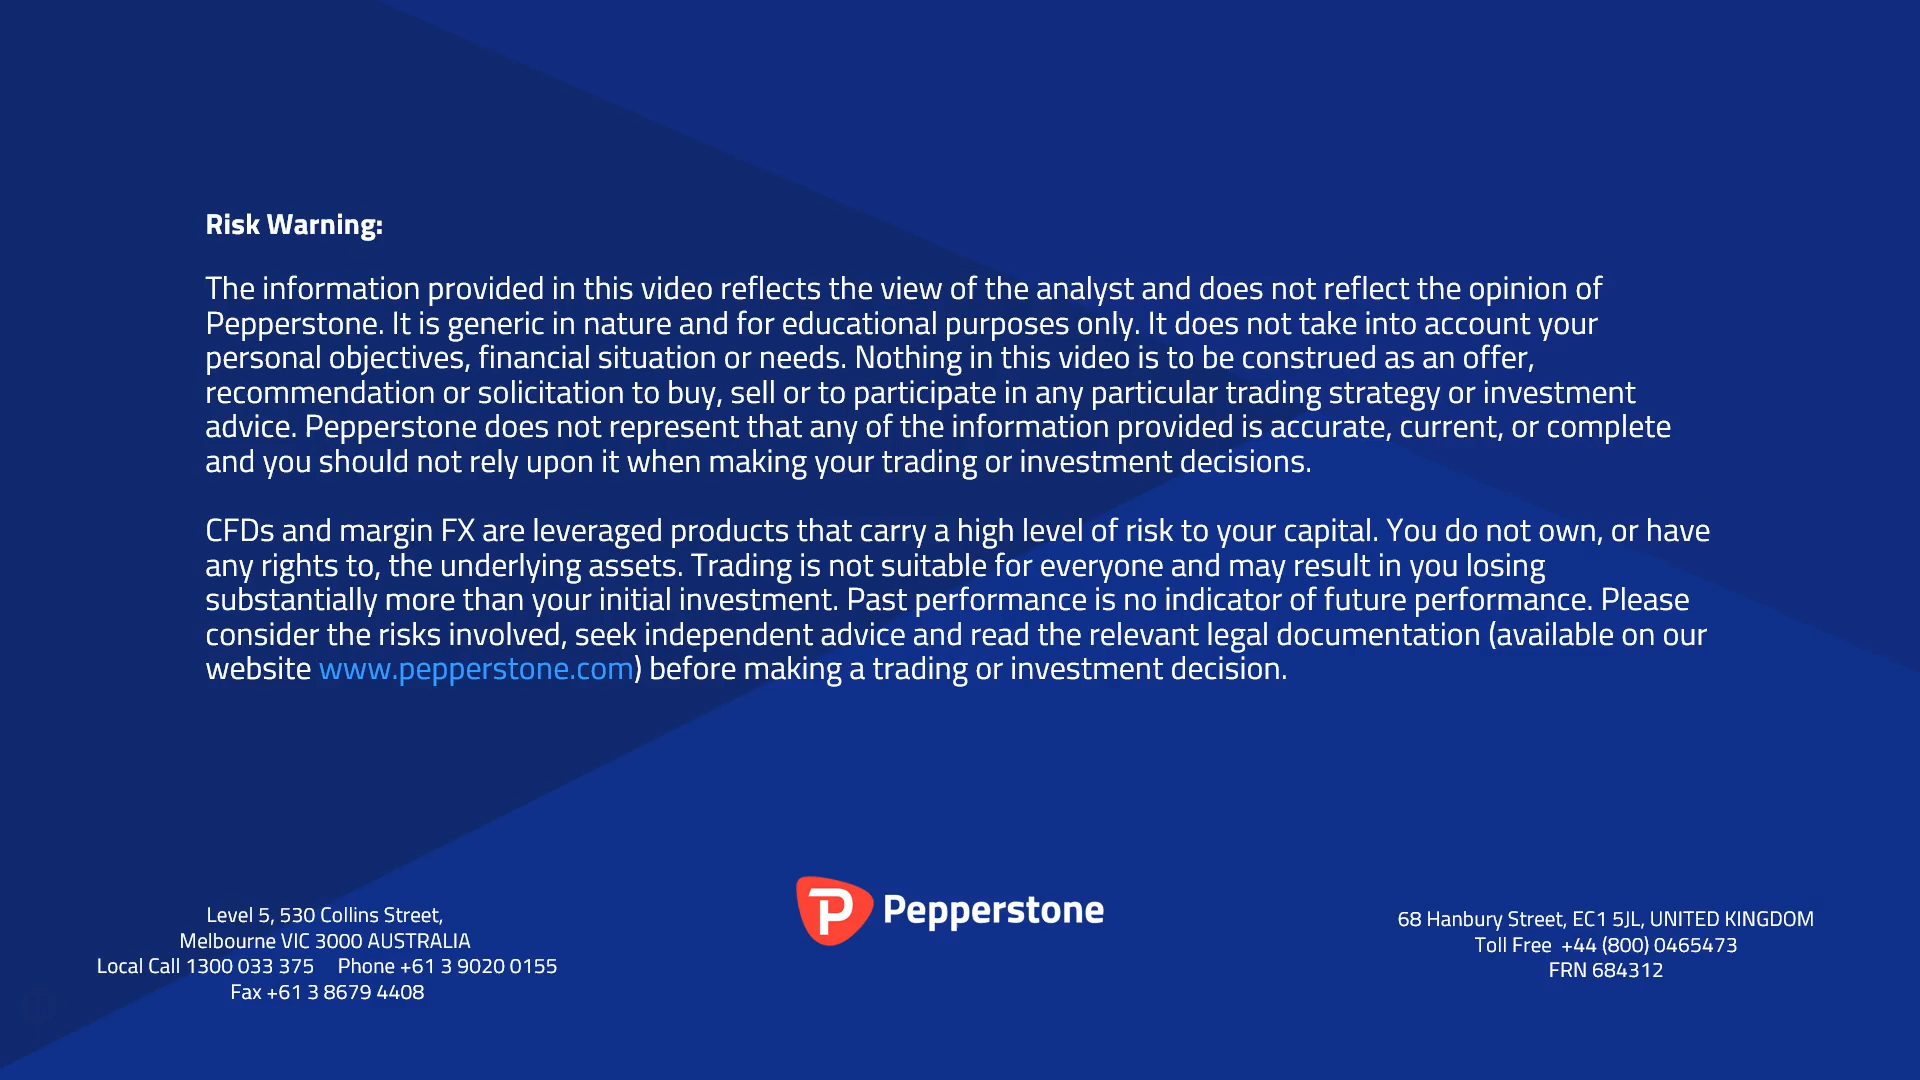 Risk Warning:
The information provided in this video reflects the view of the analyst and does not reflect the opinion of
Pepperstone. It is generic in nature and for educational purposes only. It does not take into account your
personal objectives, financial situation or needs. Nothing in this video is to be construed as an offer,
recommendation or solicitation to buy, sell or to participate in any particular trading strategy or investment
advice. Pepperstone does not represent that any of the information provided is accurate, current, or complete
and you should not rely upon it when making your trading or investment decisions.
CFDs and margin FX are leveraged products that carry a high level of risk to your capital. You do not own, or have
any rights to, the underlying assets. Trading is not suitable for everyone and may result in you losing
substantially more than your initial investment. Past performance is no indicator of future performance. Please
consider the risks involved, seek independent advice and read the relevant legal documentation (available on our
website www.pepperstone.com) before making a trading or investment decision.
Level 5, 530 Collins Street,
Melbourne VIC 3000 AUSTRALIA
Local Call 1300 033 375 Phone +61 3 9020 0155
Fax +61 3 8679 4408
Pepperstone
68 Hanbury Street, EC1 5JL, UNITED KINGDOM
Toll Free +44 (800) 0465473
FRN 684312